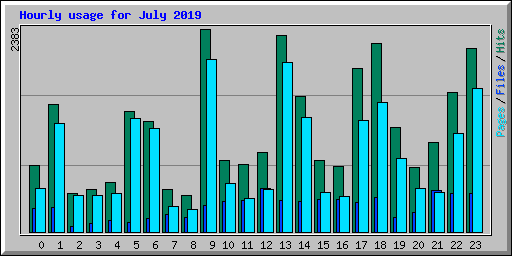 Hourly usage for July 2019
2383
Pages / Files / Hits
0 1 2 3 4 5 6 7 8 9 10 11 12 13 14 15 16 17 18 19 20 21 22 23